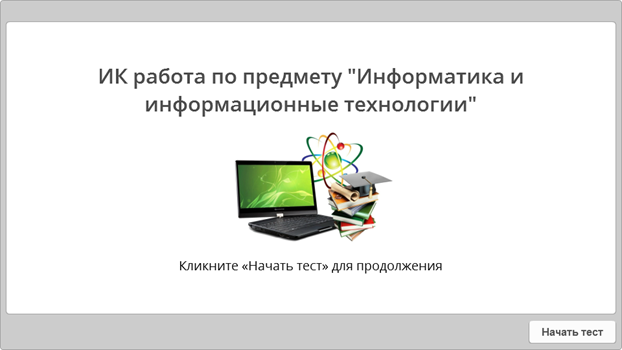 ИК работа по предмету "Информатика и
информационные технологии"
Кликните «Начать тест» для продолжения
Начать тест